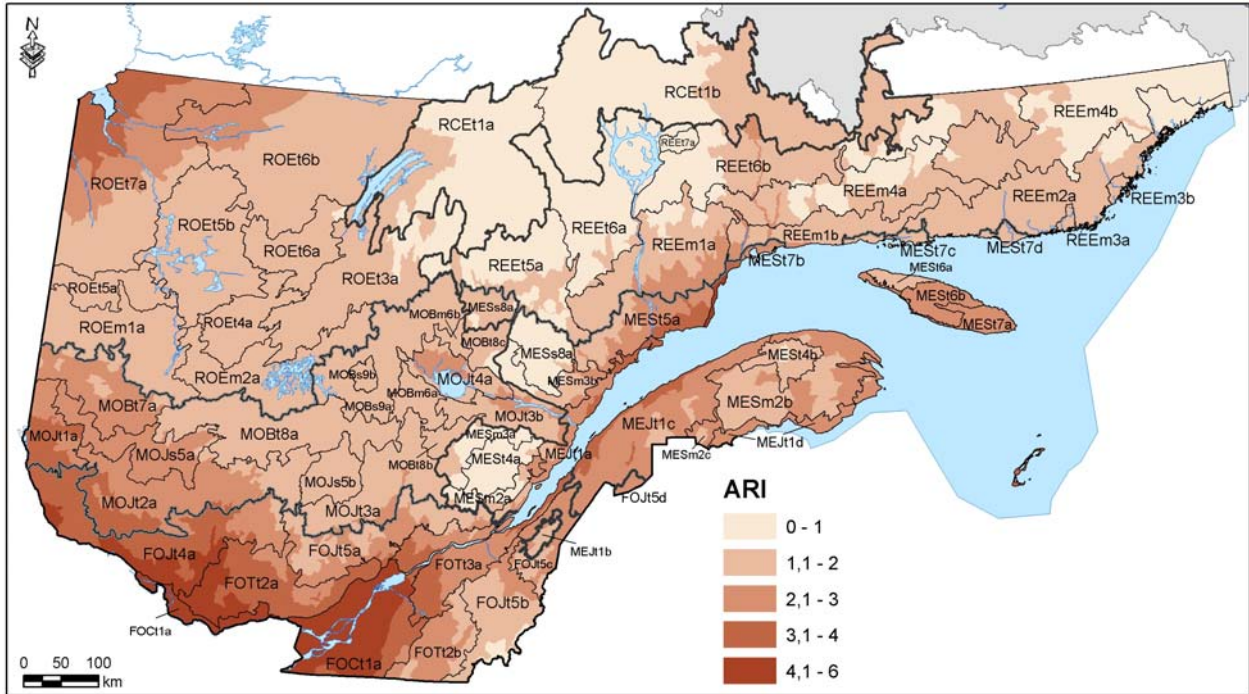 N
RCEt1b
REEm4b
RCEt1a
REEt7a
ROEt6b
REEt6b
ROEt7a
REEm4a
ROEt5b
REEm2a
REEm3b
REEt6a
REEm1b
REEm1a
ROEt6a
REEm3a
MESt7c
MESt7d
MESt7b
REEt5a
MESt6a
ROEt3a
ROEt5a
MESt6b
MESs8a
MOBm6b
MESt5a
MESt7a
ROEt4a
ROEm1a
MOBt8c
MESs8a
MESt4b
MOBs9b
MOJt4a
ROEm2a
MESm3b
MOBm6a
MESm2b
MOBs9a
MOBt7a
MOJt3b
MEJt1c
MOBt8a
MESm3a
MOJt1a
MEJt1d
MEJt1a
MESm2c
MOJs5a
MESt4a
MOBt8b
MOJs5b
FOJt5d
ARI
MESm2a
MOJt2a
MOJt3a
0 - 1
FOJt4a
FOJt5a
MEJt1b
1,1 - 2
FOTt3a
FOJt5c
FOTt2a
2,1 - 3
FOJt5b
FOCt1a
3,1 - 4
FOTt2b
0 50 100
km
FOCt1a
4,1 - 6